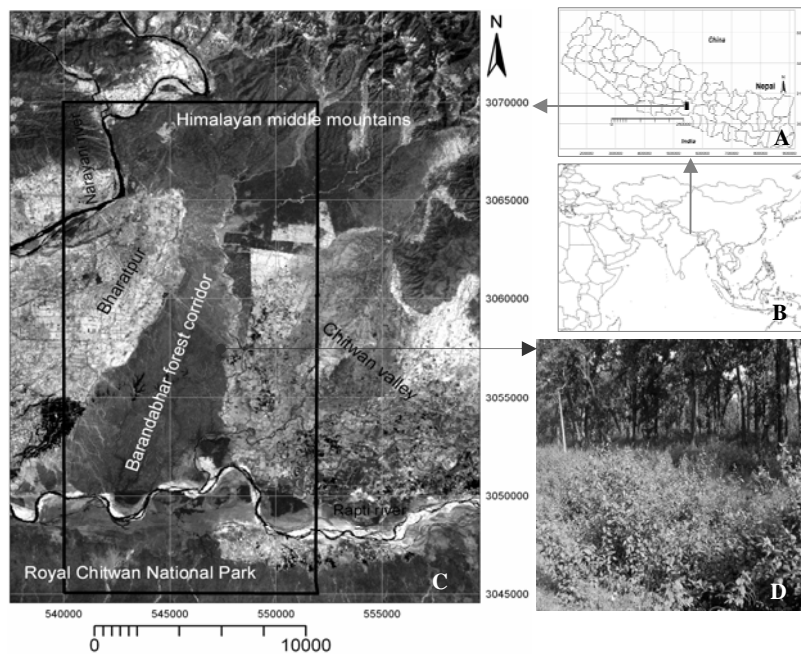 N
Himalayan middle mountains
Narayani river
Bharatpur
Barandabhar forest corridor
Chitwan valley
Rapti river
Royal Chitwan National Park
C
3070000
3065000
3060000
3055000
3050000
3045000
540000
545000
550000
555000
0
10000
China
Nepal
N
India
A
B
D